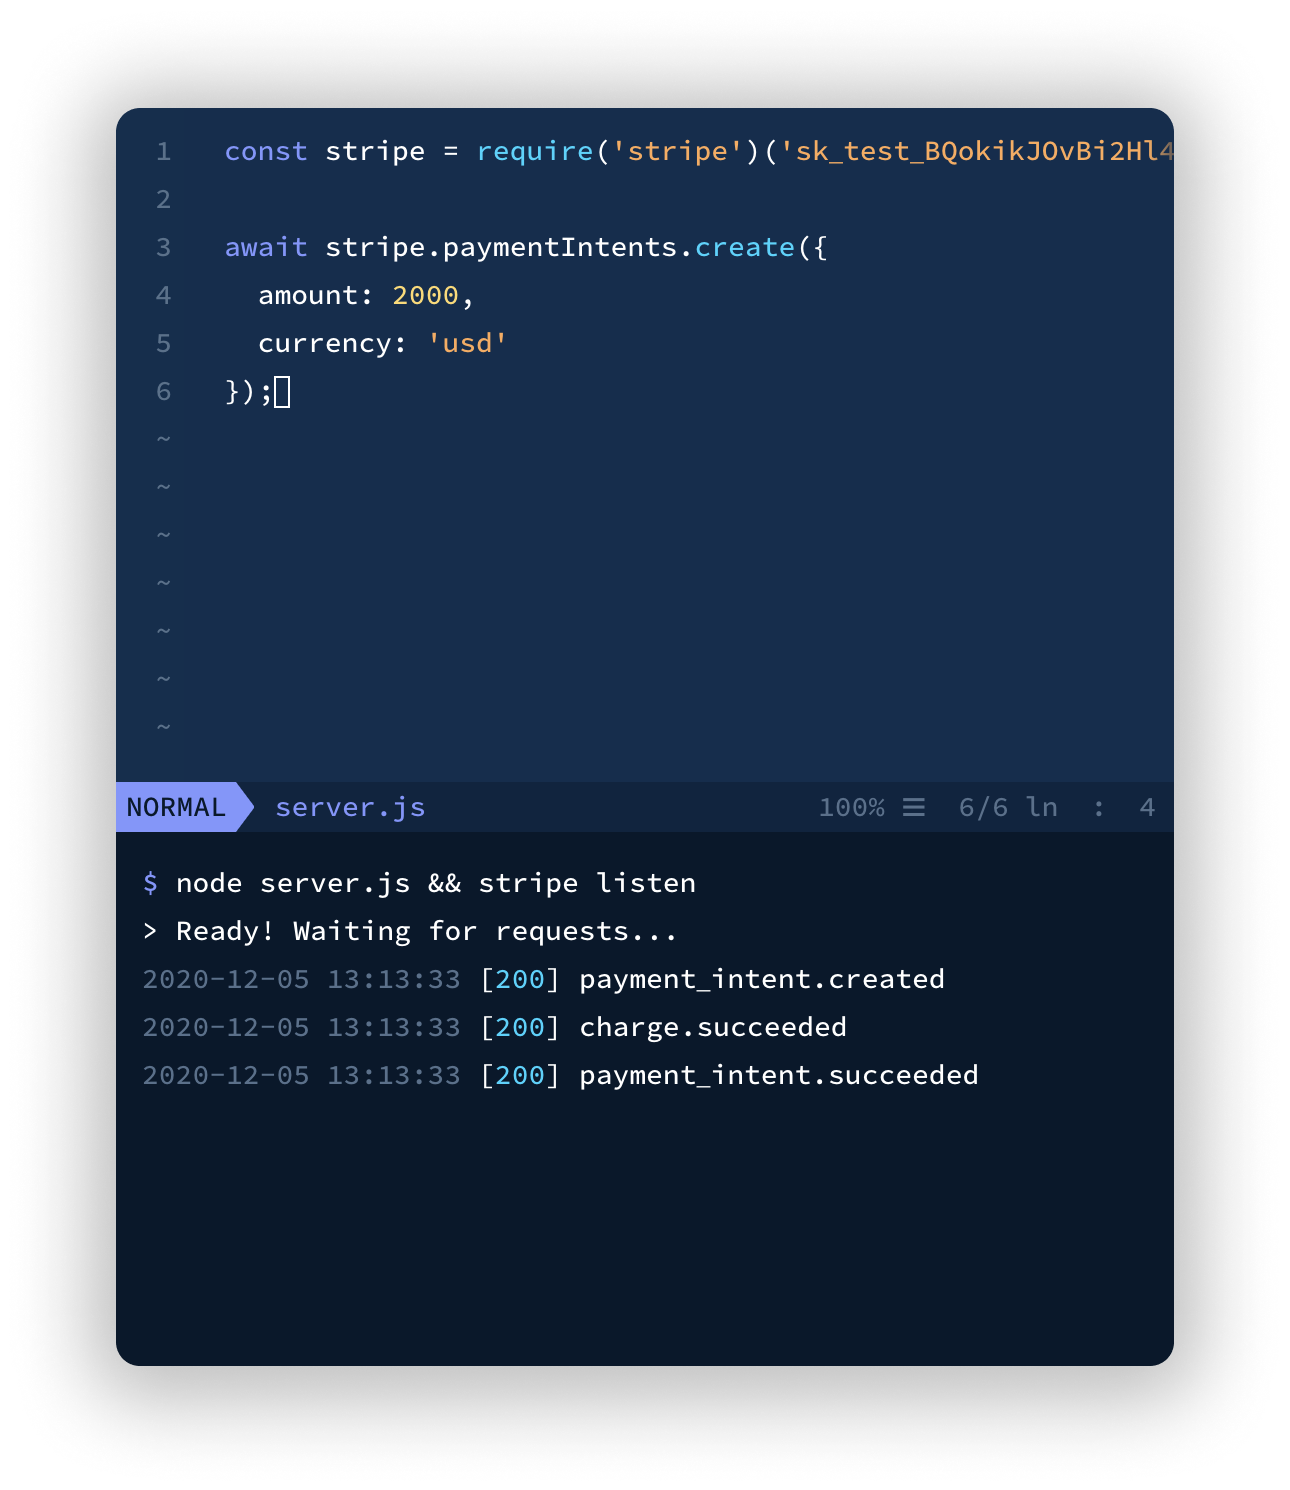 1 const stripe = require('stripe')('sk_test_BQokikJOvBi2Hl4
2
3 await stripe.paymentIntents.create({
4 amount: 2000,
5 currency: 'usd'
6 });
~
~
~
~
~
~
~
NORMAL server.js 100% ☰ 6/6 ln : 4
$ node server.js && stripe listen
> Ready! Waiting for requests...
2020-12-05 13:13:33 [200] payment_intent.created
2020-12-05 13:13:33 [200] charge.succeeded
2020-12-05 13:13:33 [200] payment_intent.succeeded